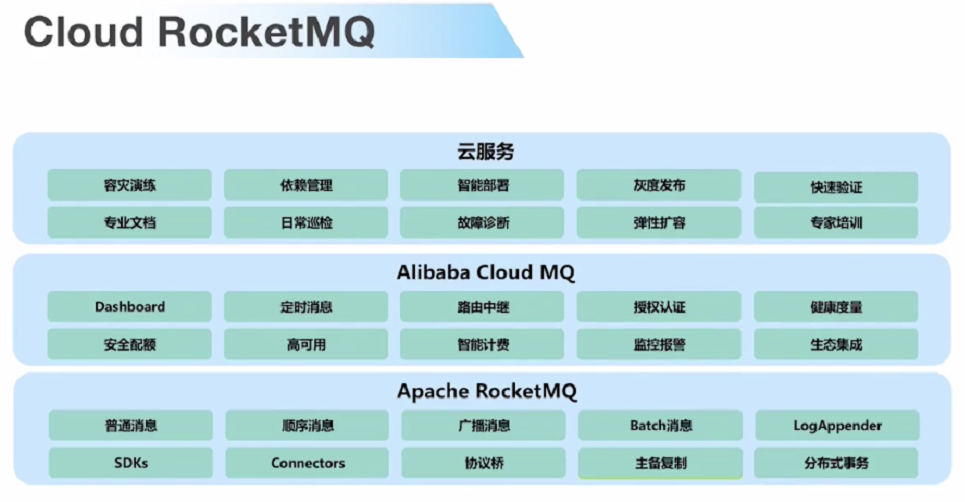 Cloud RocketMQ
云服务
容灾演练 依赖管理 智能部署 灰度发布 快速验证
专业文档 日常巡检 故障诊断 弹性扩容 专家培训
Alibaba Cloud MQ
Dashboard 定时消息 路由中继 授权认证 健康度量
安全配额 高可用 智能计费 监控报警 生态集成
Apache RocketMQ
普通消息 顺序消息 广播消息 Batch消息 LogAppender
SDKs Connectors 协议桥 主备复制 分布式事务